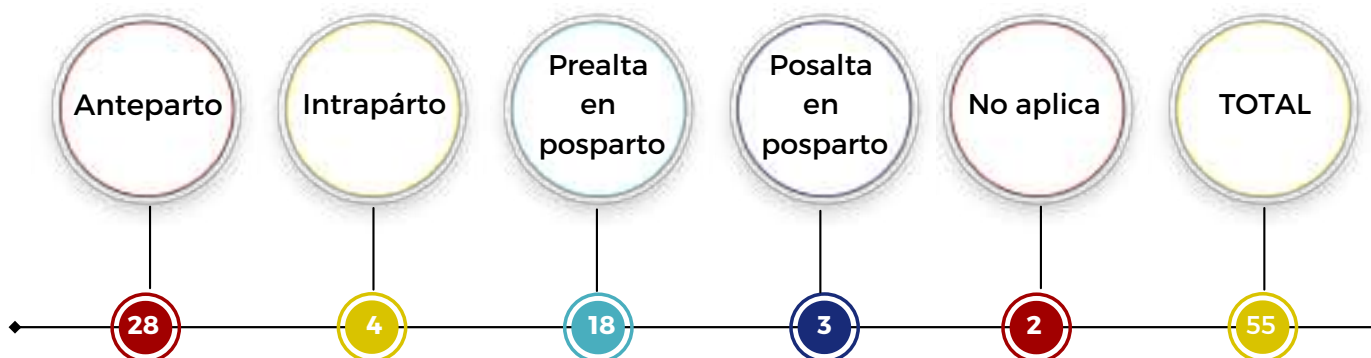 Anteparto
Intrapárto
Prealta
en
posparto
Posalta
en
posparto
No aplica
TOTAL
28
4
18
3
2
55